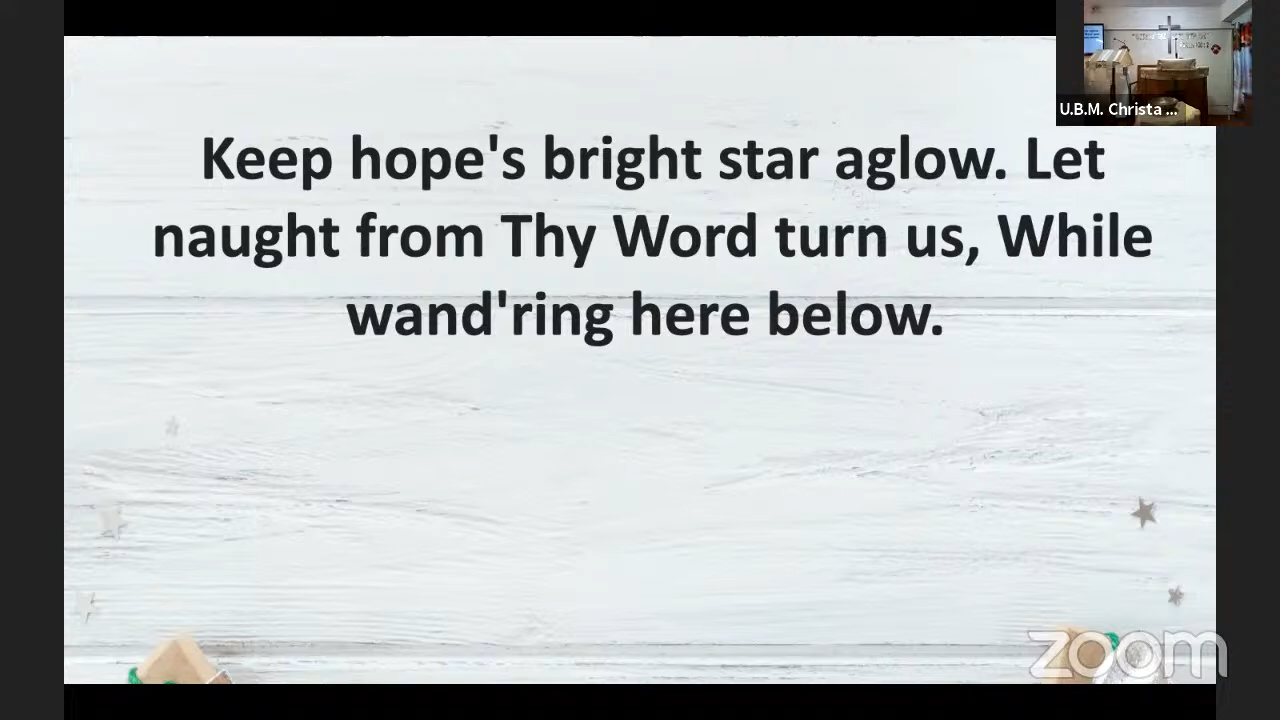 U.B.M. Christa ...
Keep hope's bright star aglow. Let
naught from Thy Word turn us, While
wand'ring here below.
zoom